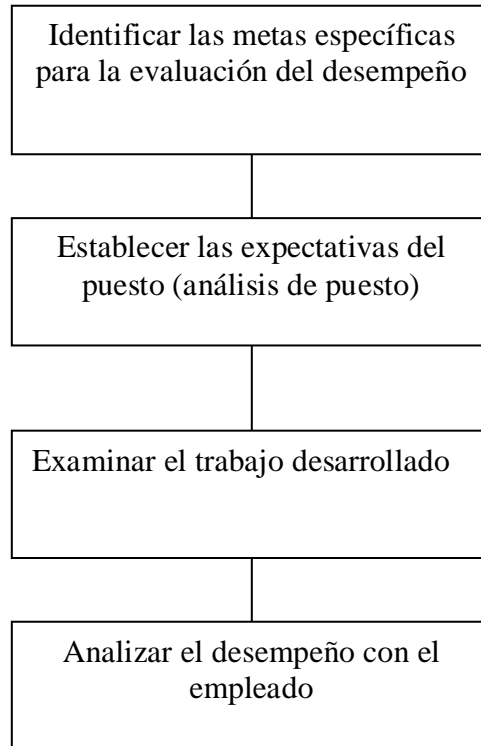 Identificar las metas específicas
para la evaluación del desempeño
Establecer las expectativas del
puesto (análisis de puesto)
Examinar el trabajo desarrollado
Analizar el desempeño con el
empleado